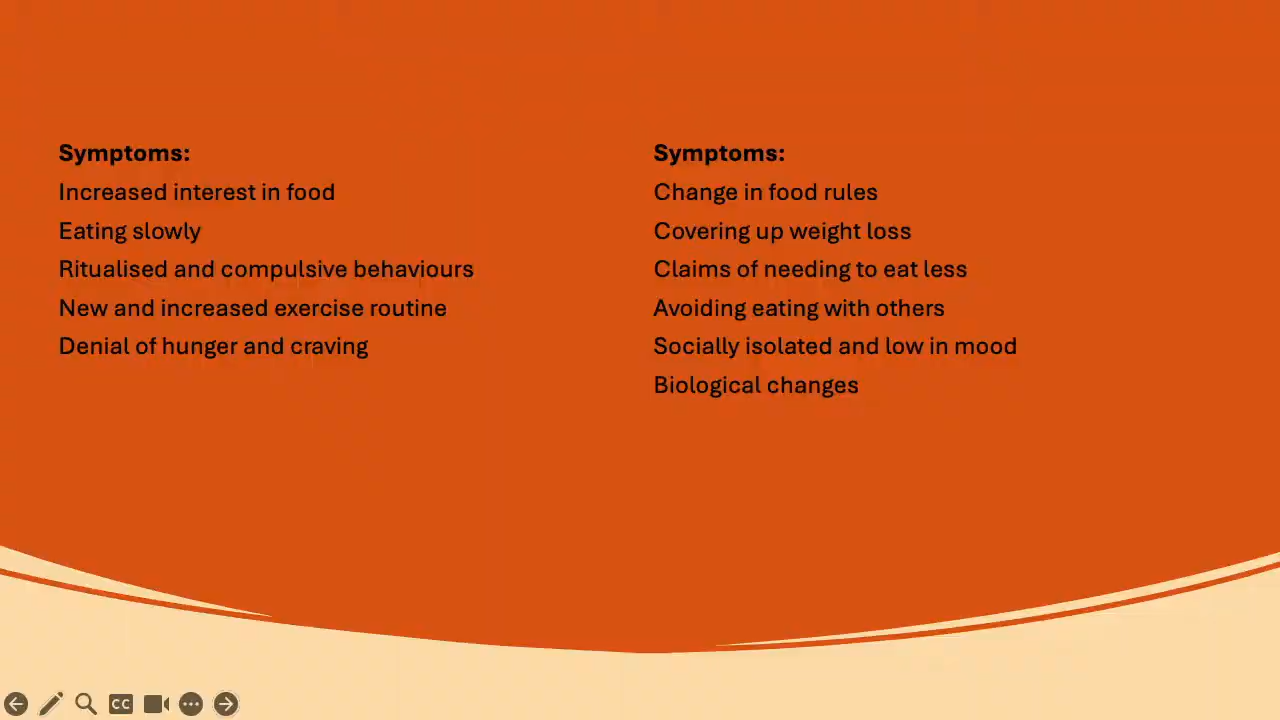 Symptoms:
Increased interest in food
Eating slowly
Ritualised and compulsive behaviours
New and increased exercise routine
Denial of hunger and craving
Symptoms:
Change in food rules
Covering up weight loss
Claims of needing to eat less
Avoiding eating with others
Socially isolated and low in mood
Biological changes
CC